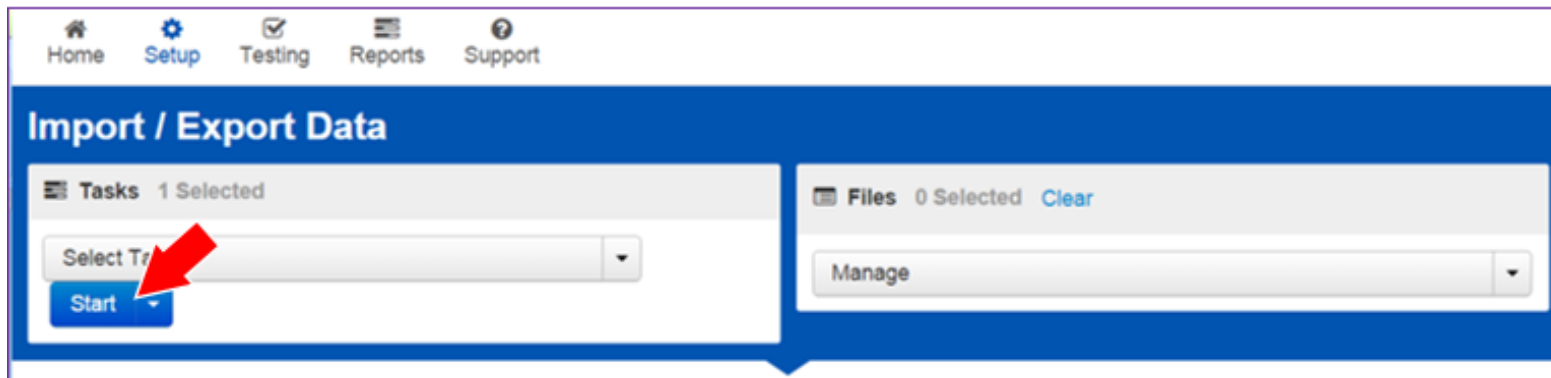 Home Setup Testing Reports Support
Import / Export Data
Tasks 1 Selected
Files 0 Selected Clear
Select
Manage
Start